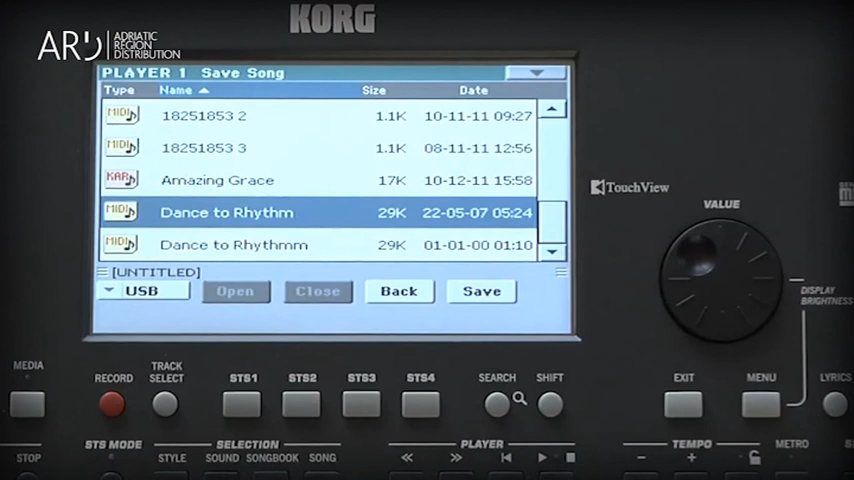 KORG
ARD ADRIATIC
REGION
DISTRIBUTION
PLAYER 1 Save Song
Type Name Size Date
MIDI 18251853 2 1.1K 10-11-11 09:27
MIDI 18251853 3 1.1K 08-11-11 12:56
KAR Amazing Grace 17K 10-12-11 15:58
MIDI Dance to Rhythm 29K 22-05-07 05:24
MIDI Dance to Rhythmm 29K 01-01-00 01:10
[UNTITLED]
USB Open Close Back Save
TouchView
VALUE
DISPLAY
BRIGHTNESS
MEDIA
RECORD
TRACK
SELECT
STS1 STS2 STS3 STS4
SEARCH SHIFT
EXIT MENU
LYRICS
STOP
STS MODE
SELECTION
STYLE SOUND SONGBOOK SONG
PLAYER
TEMPO
- +
METRO